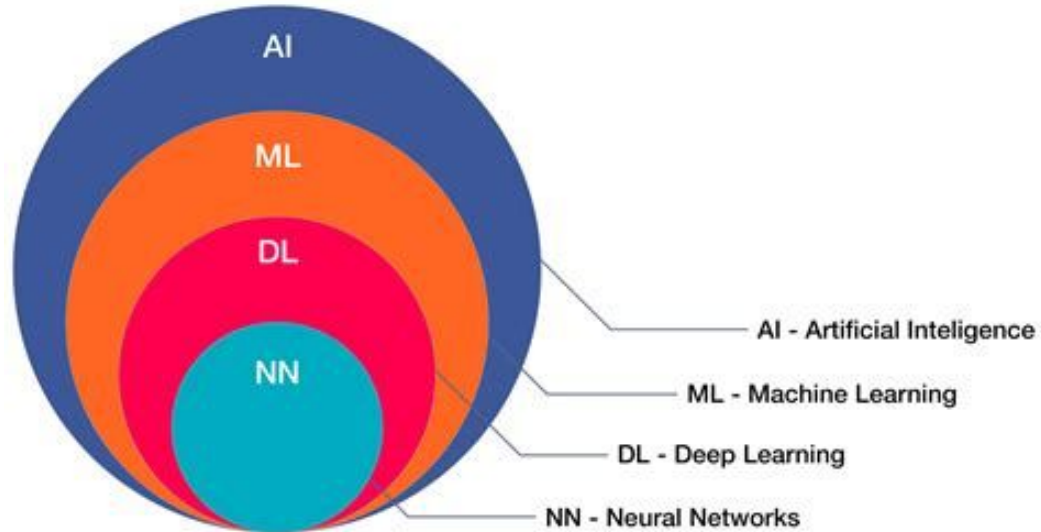 AI
ML
DL
NN
AI - Artificial Inteligence
ML - Machine Learning
DL - Deep Learning
NN - Neural Networks